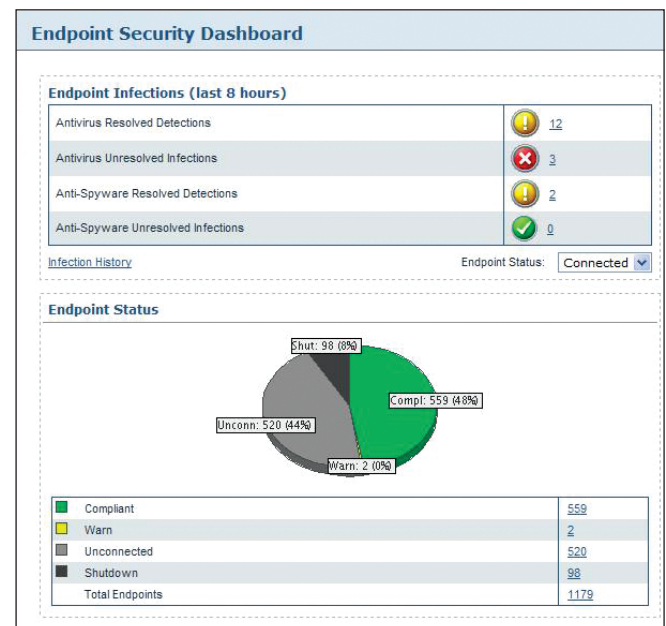 Endpoint Security Dashboard
Endpoint Infections (last 8 hours)
Antivirus Resolved Detections 12
Antivirus Unresolved Infections 3
Anti-Spyware Resolved Detections 2
Anti-Spyware Unresolved Infections 0
Infection History Endpoint Status: Connected
Endpoint Status
Shut: 98 (8%)
Compl: 559 (48%)
Unconn: 520 (44%)
Warn: 2 (0%)
Compliant 559
Warn 2
Unconnected 520
Shutdown 98
Total Endpoints 1179